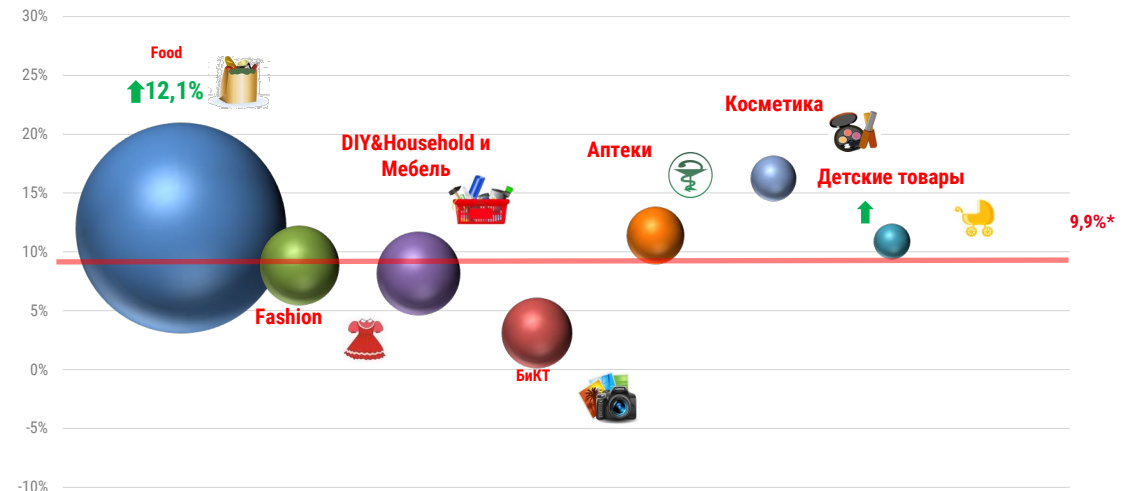 30%
Food
25%
12,1%
Косметика
20%
DIY&Household и
Мебель
Аптеки
Детские товары
15%
9,9%*
10%
5%
Fashion
0%
БиКТ
-5%
-10%